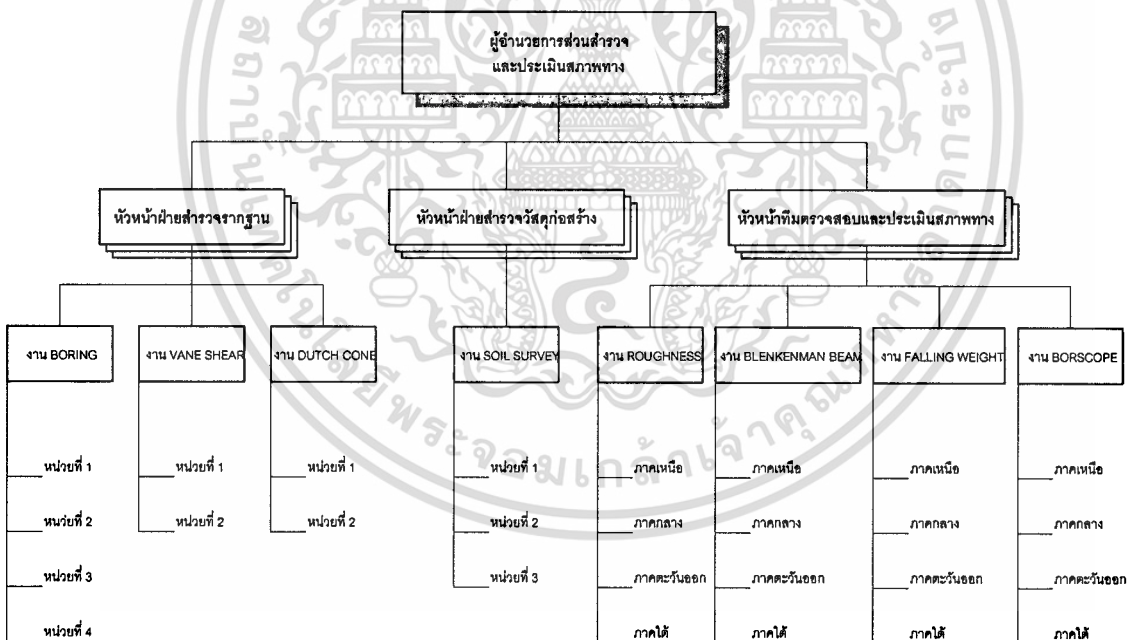 ผู้อำนวยการส่วนสำรวจ
และประเมินสภาพทาง
หัวหน้าฝ่ายสำรวจรากฐาน
หัวหน้าฝ่ายสำรวจวัสดุก่อสร้าง
หัวหน้าทีมตรวจสอบและประเมินสภาพทาง
งาน BORING
งาน VANE SHEAR
งาน DUTCH CONE
งาน SOIL SURVEY
งาน ROUGHNESS
งาน BLENKENMAN BEAM
งาน FALLING WEIGHT
งาน BORSCOPE
หน่วยที่ 1
หน่วยที่ 2
หน่วยที่ 3
หน่วยที่ 4
หน่วยที่ 1
หน่วยที่ 2
หน่วยที่ 1
หน่วยที่ 2
หน่วยที่ 1
หน่วยที่ 2
หน่วยที่ 3
ภาคเหนือ
ภาคกลาง
ภาคตะวันออก
ภาคใต้
ภาคเหนือ
ภาคกลาง
ภาคตะวันออก
ภาคใต้
ภาคเหนือ
ภาคกลาง
ภาคตะวันออก
ภาคใต้
ภาคเหนือ
ภาคกลาง
ภาคตะวันออก
ภาคใต้